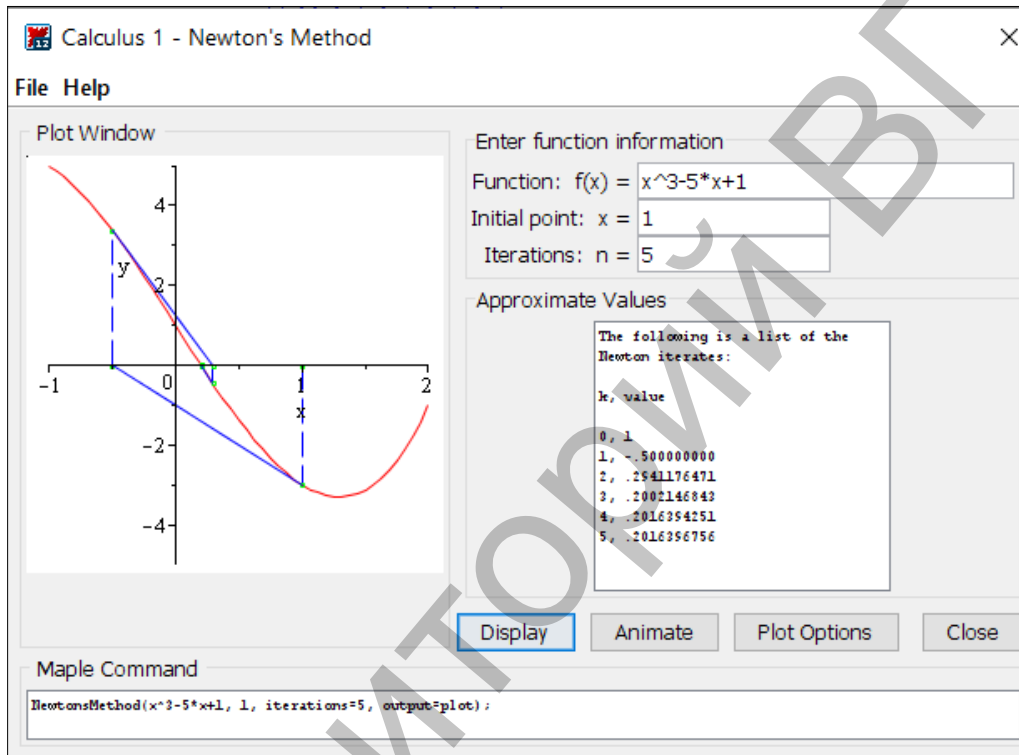 Calculus 1 - Newton's Method
File Help
Plot Window
4
y
2
-1
0
1
2
x
-2
-4
Enter function information
Function: f(x) = x^3-5*x+1
Initial point: x = 1
Iterations: n = 5
Approximate Values
The following is a list of the
Newton iterates:
k, value
0, 1
1, -.500000000
2, .2941176471
3, .2002146843
4, .2016394251
5, .2016396756
Display Animate Plot Options Close
Maple Command
NewtonsMethod(x^3-5*x+1, 1, iterations=5, output=plot);
иторий ВГ